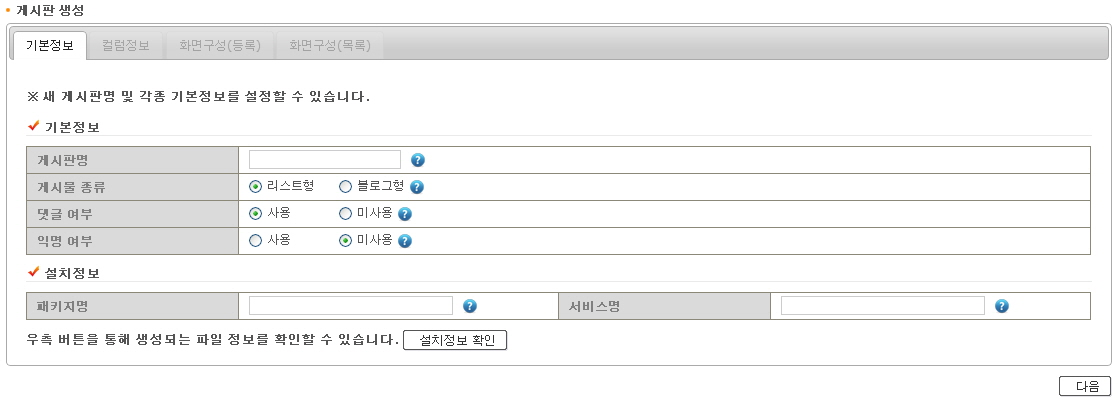 게시판 생성
기본정보 컬럼정보 화면구성(등록) 화면구성(목록)
※ 새 게시판명 및 각종 기본정보를 설정할 수 있습니다.
기본정보
게시판명 ?
게시물 종류 리스트형 블로그형 ?
댓글 여부 사용 미사용 ?
익명 여부 사용 미사용 ?
설치정보
패키지명 ? 서비스명 ?
우측 버튼을 통해 생성되는 파일 정보를 확인할 수 있습니다. 설치정보 확인
다음